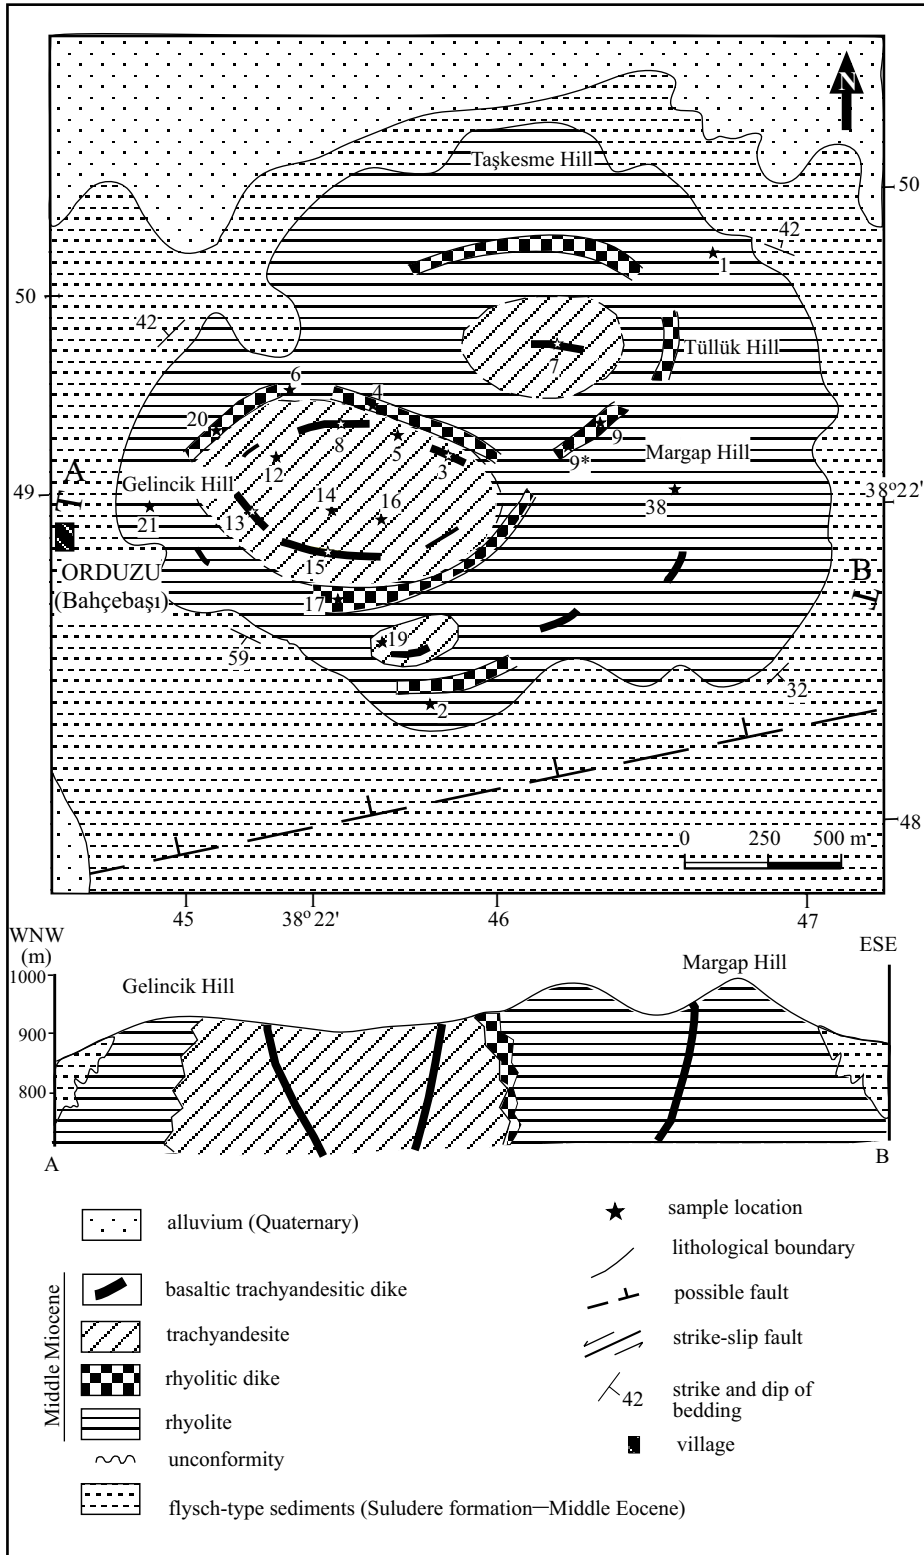 N
Taşkesme Hill
50
42
1
50
42
Tüllük Hill
7
6
4
20
8
5
9
3
9*
Margap Hill
A
12
Gelincik Hill
14
16
49
38º22'
38
21
13
15
ORDUZU
(Bahçebaşı)
B
17
19
59
32
2
0 250 500 m
48
45
38º 22'
46
47
WNW
(m)
ESE
1000
Gelincik Hill
Margap Hill
900
800
A
B
alluvium (Quaternary)
Middle Miocene
basaltic trachyandesitic dike
trachyandesite
rhyolitic dike
rhyolite
unconformity
flysch-type sediments (Suludere formation—Middle Eocene)
sample location
lithological boundary
possible fault
strike-slip fault
42
strike and dip of
bedding
village